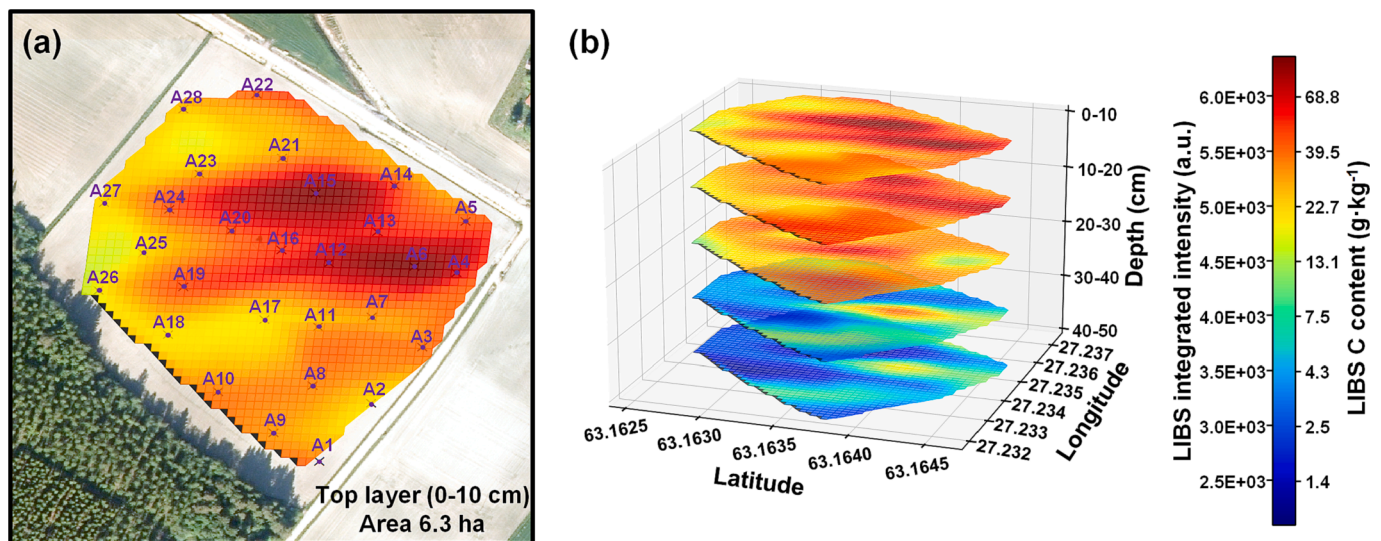 (a)
A22
A28
A21
A23
A14
A15
A27
A24
A5
A20
A13
A16
A25
A12
A6
A4
A26
A19
A17
A7
A11
A18
A3
A8
A10
A2
A9
A1
Top layer (0-10 cm)
Area 6.3 ha
(b)
0-10
10-20
20-30
30-40
40-50
Depth (cm)
27.237
27.236
27.235
27.234
27.233
27.232
Longitude
63.1625
63.1630
63.1635
63.1640
63.1645
Latitude
LIBS integrated intensity (a.u.)
6.0E+03
5.5E+03
5.0E+03
4.5E+03
4.0E+03
3.5E+03
3.0E+03
2.5E+03
68.8
39.5
22.7
13.1
7.5
4.3
2.5
1.4
LIBS C content (g·kg⁻¹)